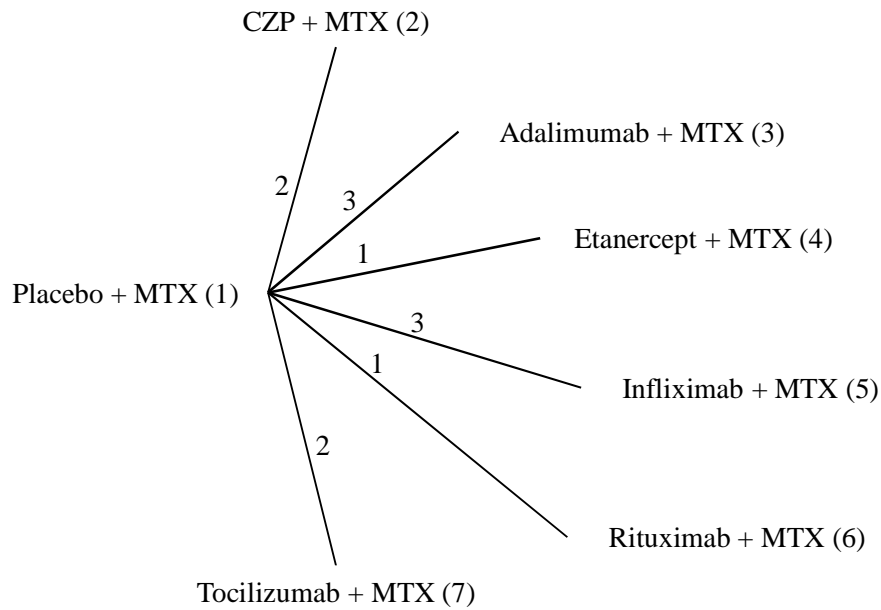 CZP + MTX (2)
Adalimumab + MTX (3)
2
3
1
Etanercept + MTX (4)
Placebo + MTX (1)
3
1
Infliximab + MTX (5)
2
Rituximab + MTX (6)
Tocilizumab + MTX (7)